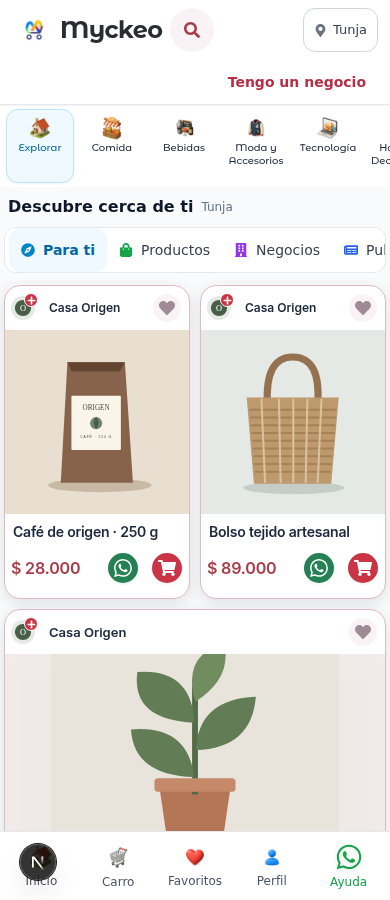 Myckeo
Tunja
Tengo un negocio
Explorar
Comida
Bebidas
Moda y
Accesorios
Tecnología
Descubre cerca de ti Tunja
Para ti
Productos
Negocios
Casa Origen
Casa Origen
ORIGEN
CAFÉ · 250 G
Café de origen · 250 g
Bolso tejido artesanal
$ 28.000
$ 89.000
Casa Origen
N
Inicio
Carro
Favoritos
Perfil
Ayuda